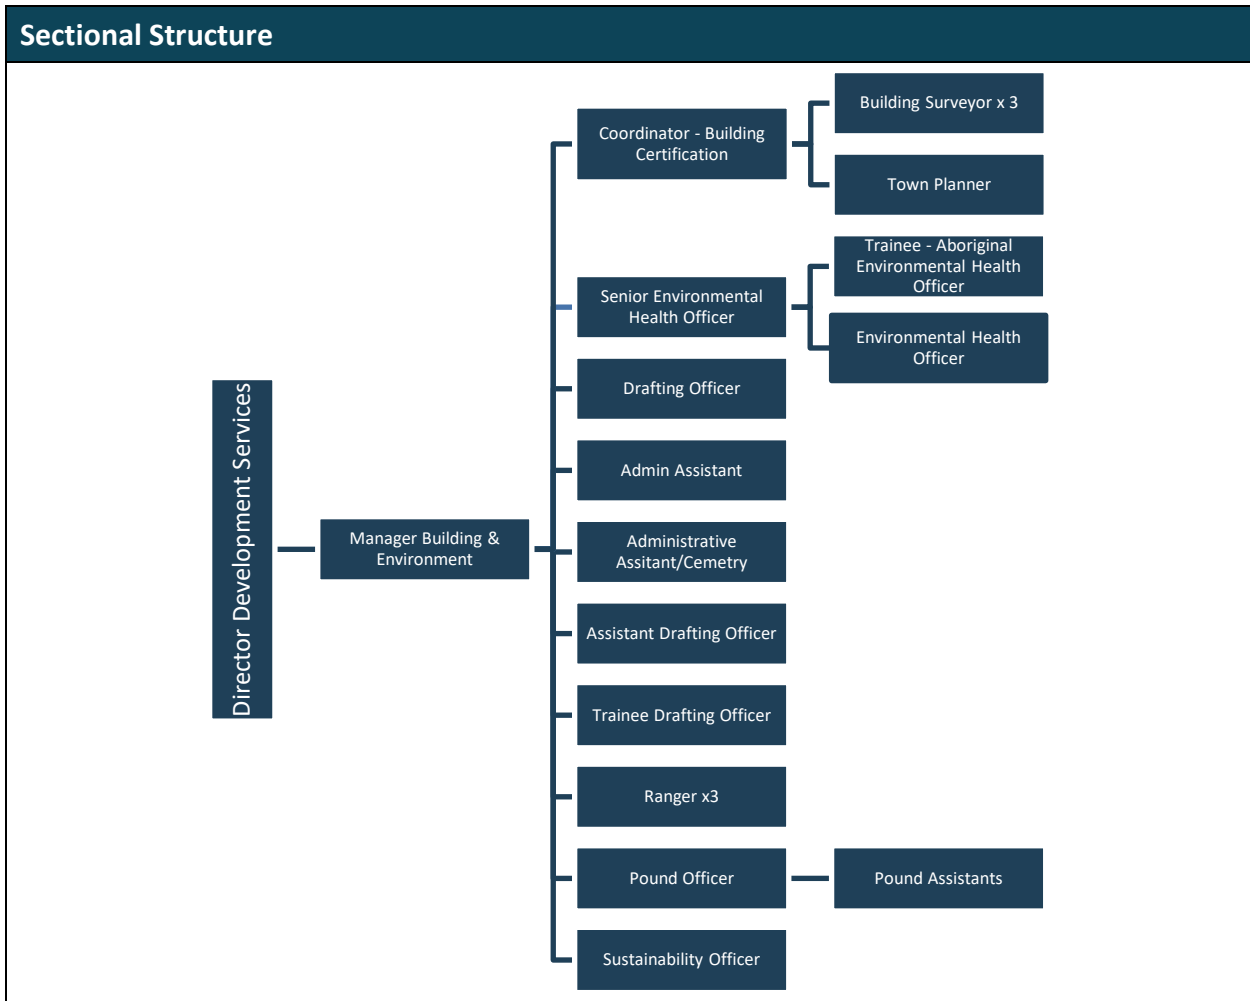 Sectional Structure
Building Surveyor x 3
Coordinator - Building
Certification
Town Planner
Trainee - Aboriginal
Environmental Health
Officer
Senior Environmental
Health Officer
Environmental Health
Officer
Drafting Officer
Admin Assistant
Director Development Services
Manager Building &
Environment
Administrative
Assitant/Cemetry
Assistant Drafting Officer
Trainee Drafting Officer
Ranger x3
Pound Officer
Pound Assistants
Sustainability Officer